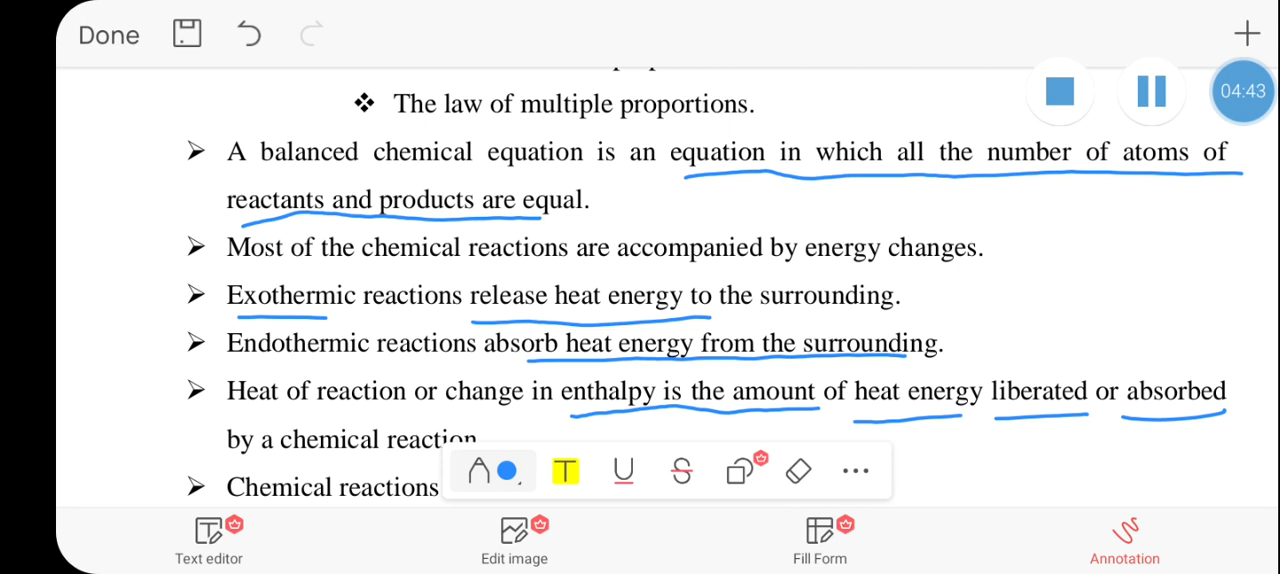 Done
04:43
❖ The law of multiple proportions.
➢ A balanced chemical equation is an equation in which all the number of atoms of
reactants and products are equal.
➢ Most of the chemical reactions are accompanied by energy changes.
➢ Exothermic reactions release heat energy to the surrounding.
➢ Endothermic reactions absorb heat energy from the surrounding.
➢ Heat of reaction or change in enthalpy is the amount of heat energy liberated or absorbed
by a chemical reaction
➢ Chemical reactions
T U S
Text editor
Edit image
Fill Form
Annotation